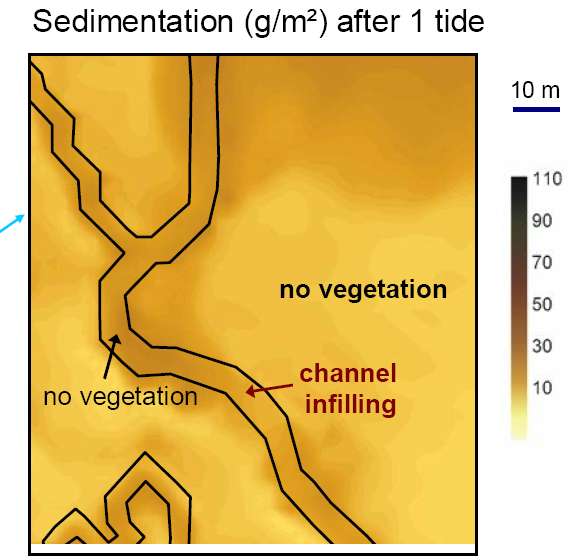 Sedimentation (g/m²) after 1 tide
10 m
110
90
70
50
30
10
no vegetation
channel
infilling
no vegetation